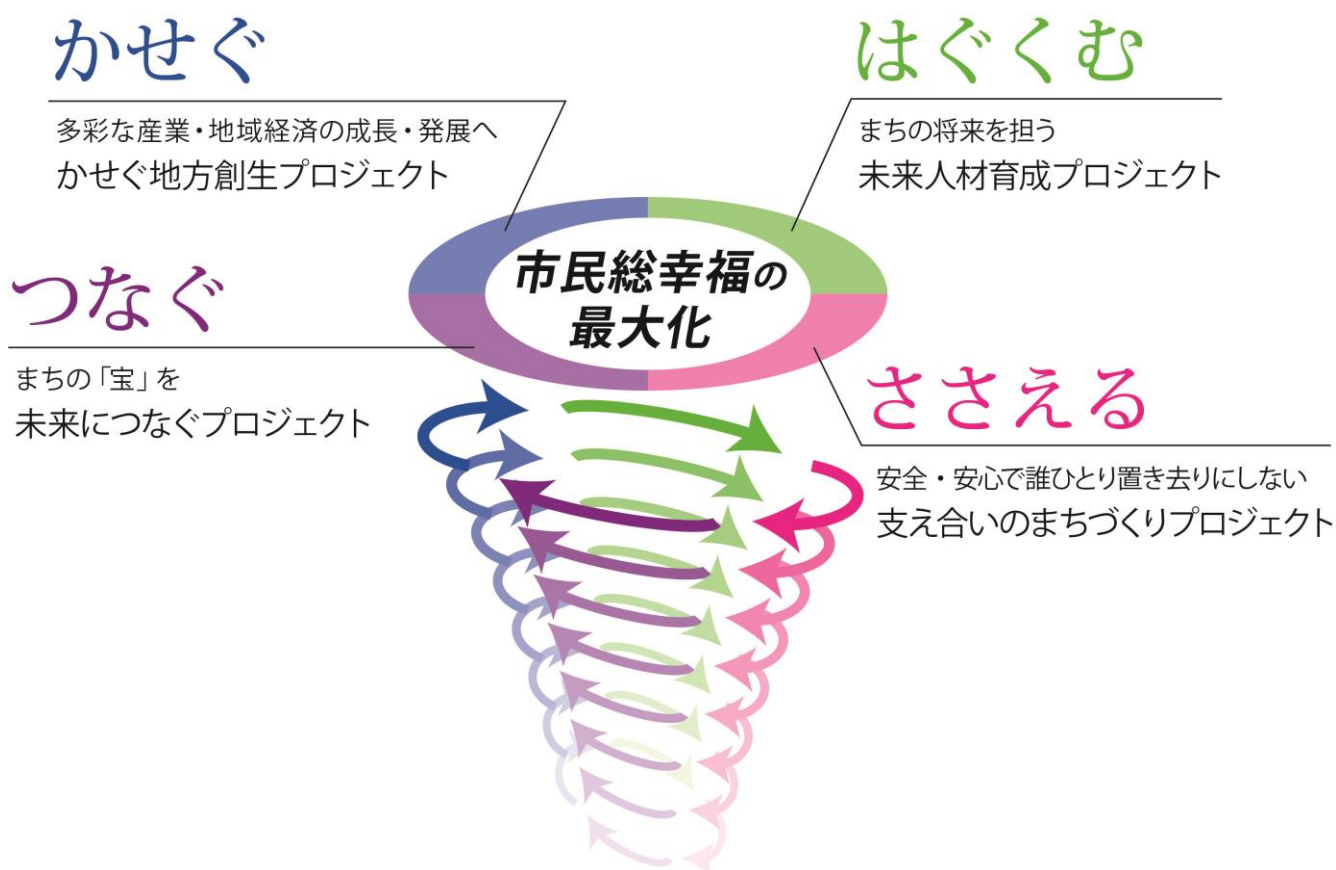 かせぐ
多彩な産業・地域経済の成長・発展へ
かせぐ地方創生プロジェクト
はぐくむ
まちの将来を担う
未来人材育成プロジェクト
市民総幸福の
最大化
つなぐ
まちの「宝」を
未来につなぐプロジェクト
ささえる
安全・安心で誰ひとり置き去りにしない
支え合いのまちづくりプロジェクト